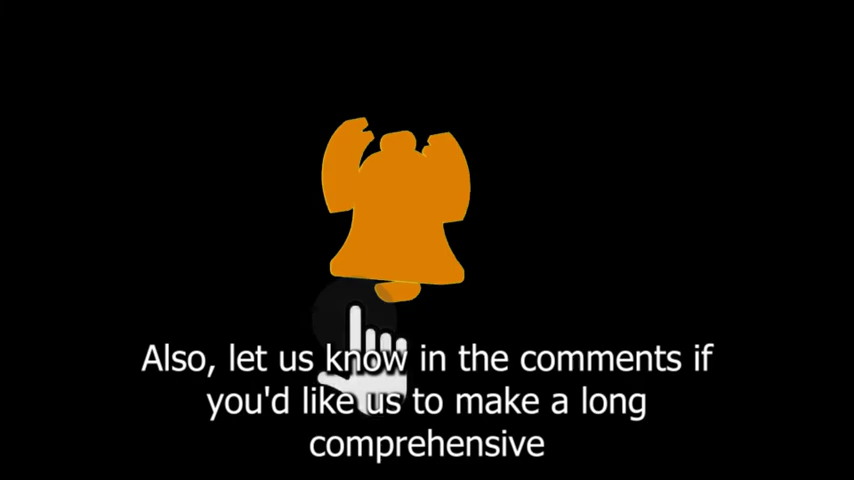 Also, let us know in the comments if
you'd like us to make a long
comprehensive